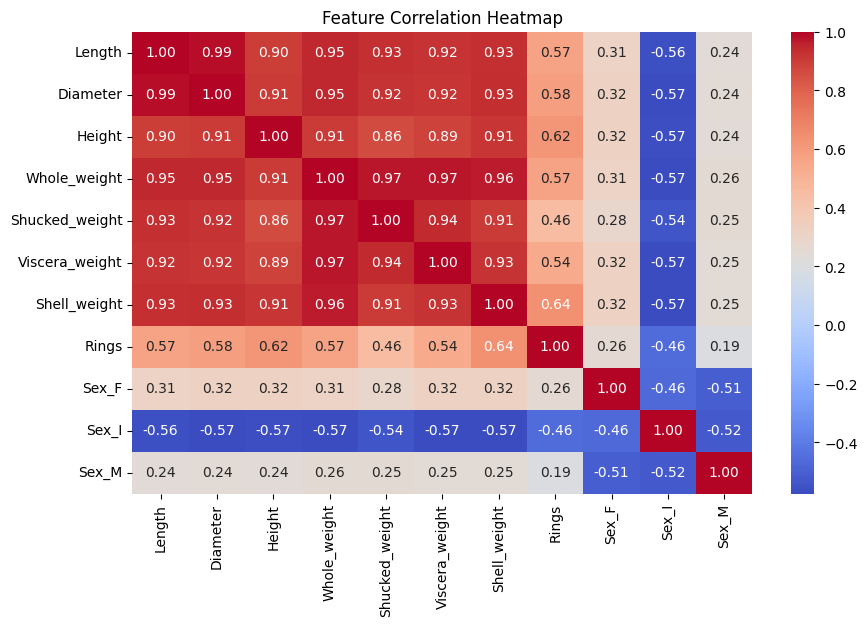 Feature Correlation Heatmap
Length 1.00 0.99 0.90 0.95 0.93 0.92 0.93 0.57 0.31 -0.56 0.24
Diameter 0.99 1.00 0.91 0.95 0.92 0.92 0.93 0.58 0.32 -0.57 0.24
Height 0.90 0.91 1.00 0.91 0.86 0.89 0.91 0.62 0.32 -0.57 0.24
Whole_weight 0.95 0.95 0.91 1.00 0.97 0.97 0.96 0.57 0.31 -0.57 0.26
Shucked_weight 0.93 0.92 0.86 0.97 1.00 0.94 0.91 0.46 0.28 -0.54 0.25
Viscera_weight 0.92 0.92 0.89 0.97 0.94 1.00 0.93 0.54 0.32 -0.57 0.25
Shell_weight 0.93 0.93 0.91 0.96 0.91 0.93 1.00 0.64 0.32 -0.57 0.25
Rings 0.57 0.58 0.62 0.57 0.46 0.54 0.64 1.00 0.26 -0.46 0.19
Sex_F 0.31 0.32 0.32 0.31 0.28 0.32 0.32 0.26 1.00 -0.46 -0.51
Sex_I -0.56 -0.57 -0.57 -0.57 -0.54 -0.57 -0.57 -0.46 -0.46 1.00 -0.52
Sex_M 0.24 0.24 0.24 0.26 0.25 0.25 0.25 0.19 -0.51 -0.52 1.00
Length Diameter Height Whole_weight Shucked_weight Viscera_weight Shell_weight Rings Sex_F Sex_I Sex_M
1.0
0.8
0.6
0.4
0.2
0.0
−0.2
−0.4